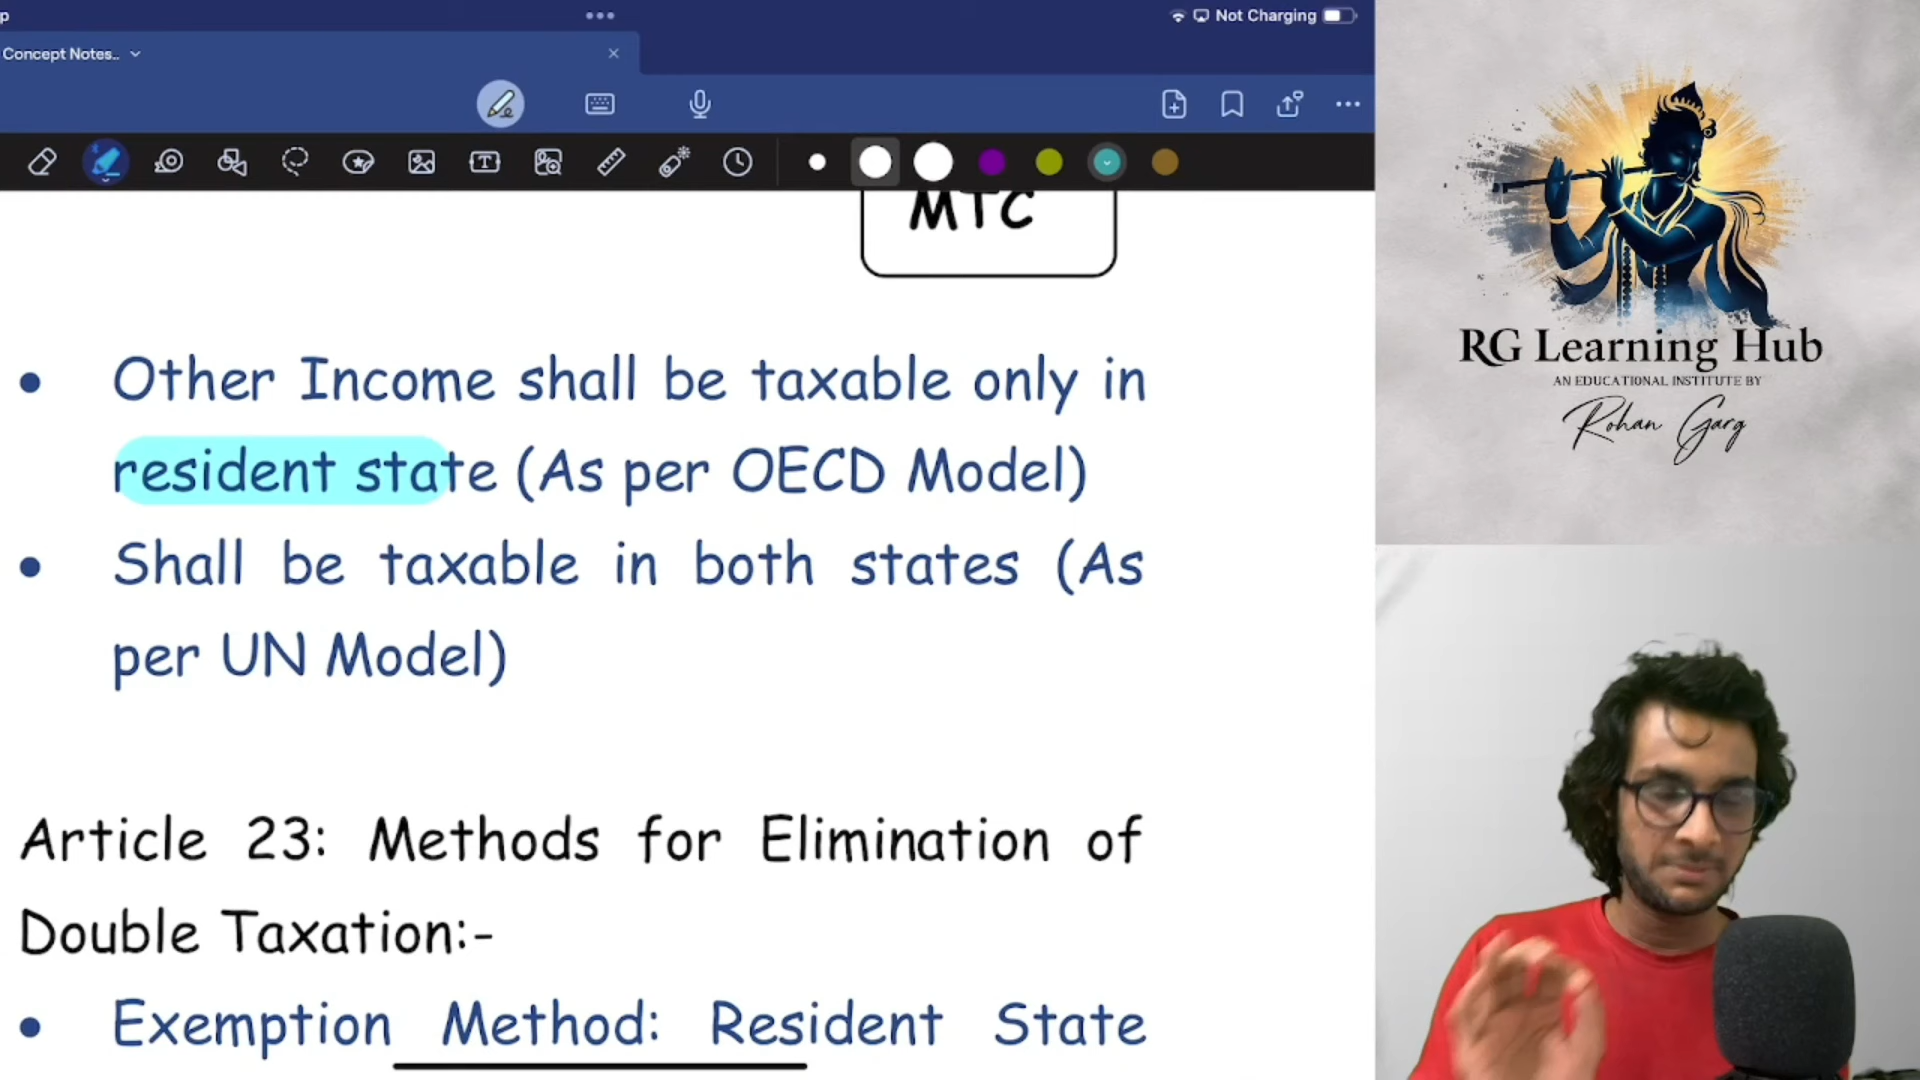 p
Not Charging
Concept Notes..
MTC
• Other Income shall be taxable only in
resident state (As per OECD Model)
• Shall be taxable in both states (As
per UN Model)
Article 23: Methods for Elimination of
Double Taxation:-
• Exemption Method: Resident State
RG Learning Hub
AN EDUCATIONAL INSTITUTE BY
Rohan Garg